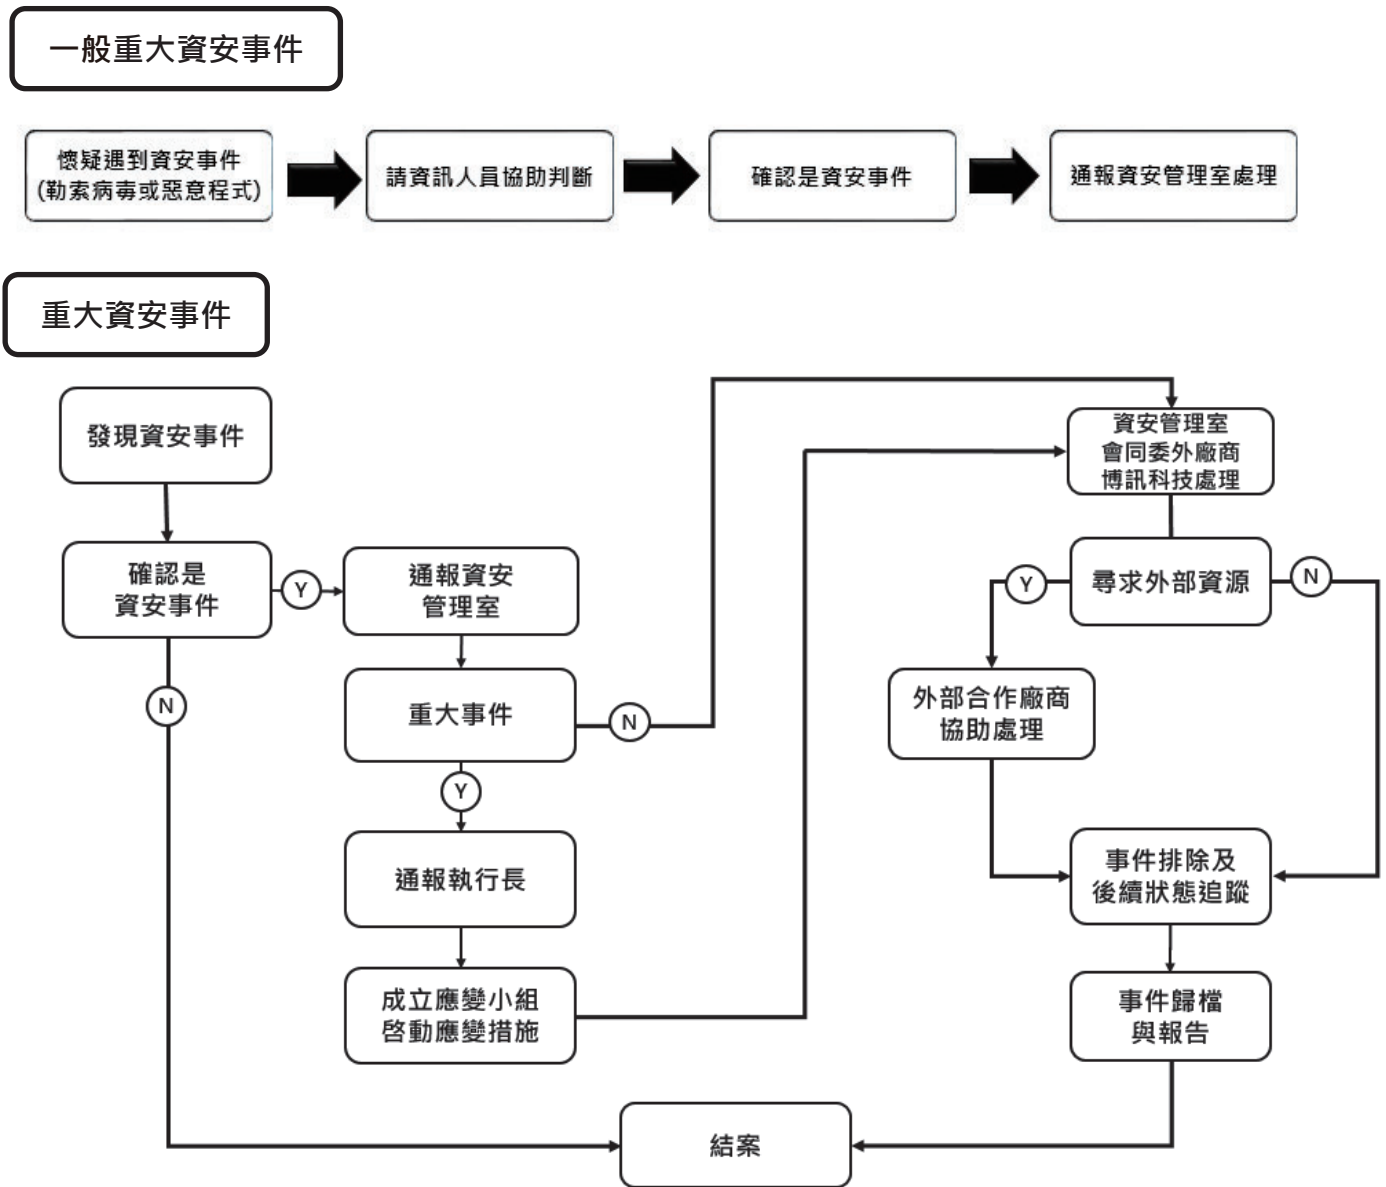 一般重大資安事件
懷疑遇到資安事件
(勒索病毒或惡意程式)
請資訊人員協助判斷
確認是資安事件
通報資安管理室處理
重大資安事件
發現資安事件
確認是
資安事件
Y
N
通報資安
管理室
重大事件
N
Y
通報執行長
成立應變小組
啓動應變措施
資安管理室
會同委外廠商
博訊科技處理
尋求外部資源
Y
N
外部合作廠商
協助處理
事件排除及
後續狀態追蹤
事件歸檔
與報告
結案